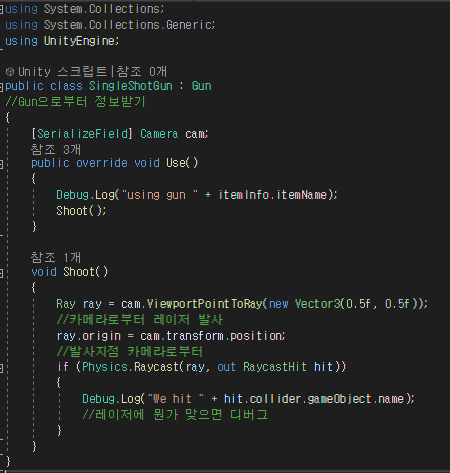 using System.Collections;
using System.Collections.Generic;
using UnityEngine;
Unity 스크립트|참조 0개
public class SingleShotGun : Gun
//Gun으로부터 정보받기
{
[SerializeField] Camera cam;
참조 3개
public override void Use()
{
Debug.Log("using gun " + itemInfo.itemName);
Shoot();
}
참조 1개
void Shoot()
{
Ray ray = cam.ViewportPointToRay(new Vector3(0.5f, 0.5f));
//카메라로부터 레이저 발사
ray.origin = cam.transform.position;
//발사지점 카메라로부터
if (Physics.Raycast(ray, out RaycastHit hit))
{
Debug.Log("We hit " + hit.collider.gameObject.name);
//레이저에 뭔가 맞으면 디버그
}
}
}